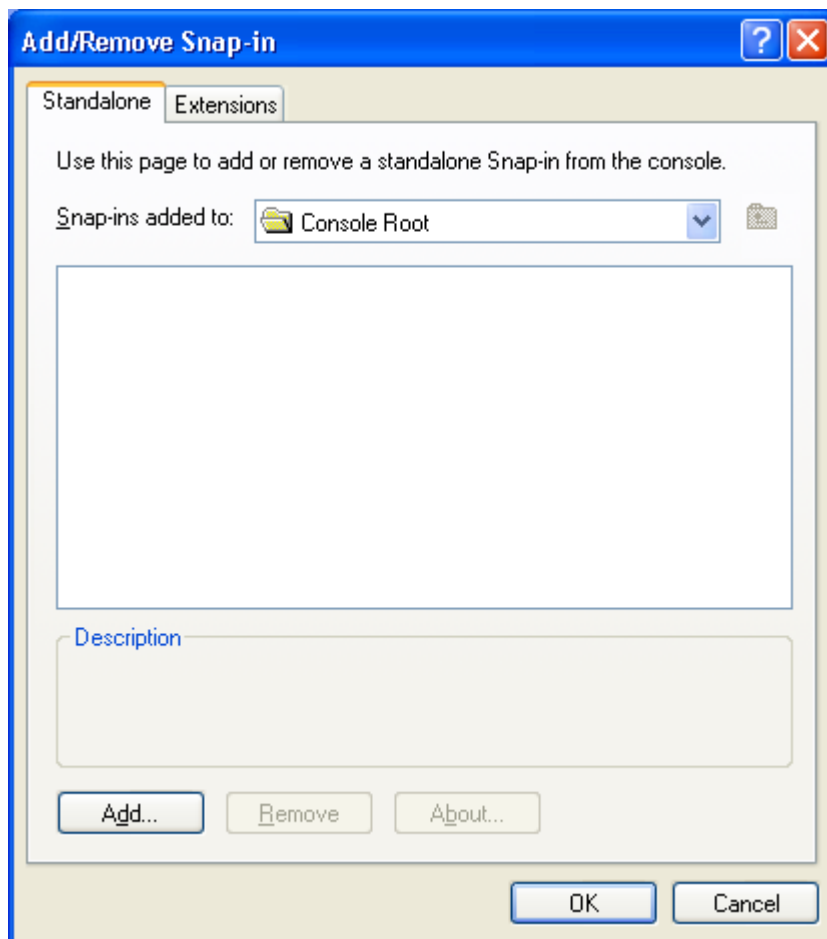 Add/Remove Snap-in
Standalone
Extensions
Use this page to add or remove a standalone Snap-in from the console.
Snap-ins added to:
Console Root
Description
Add...
Remove
About...
OK
Cancel